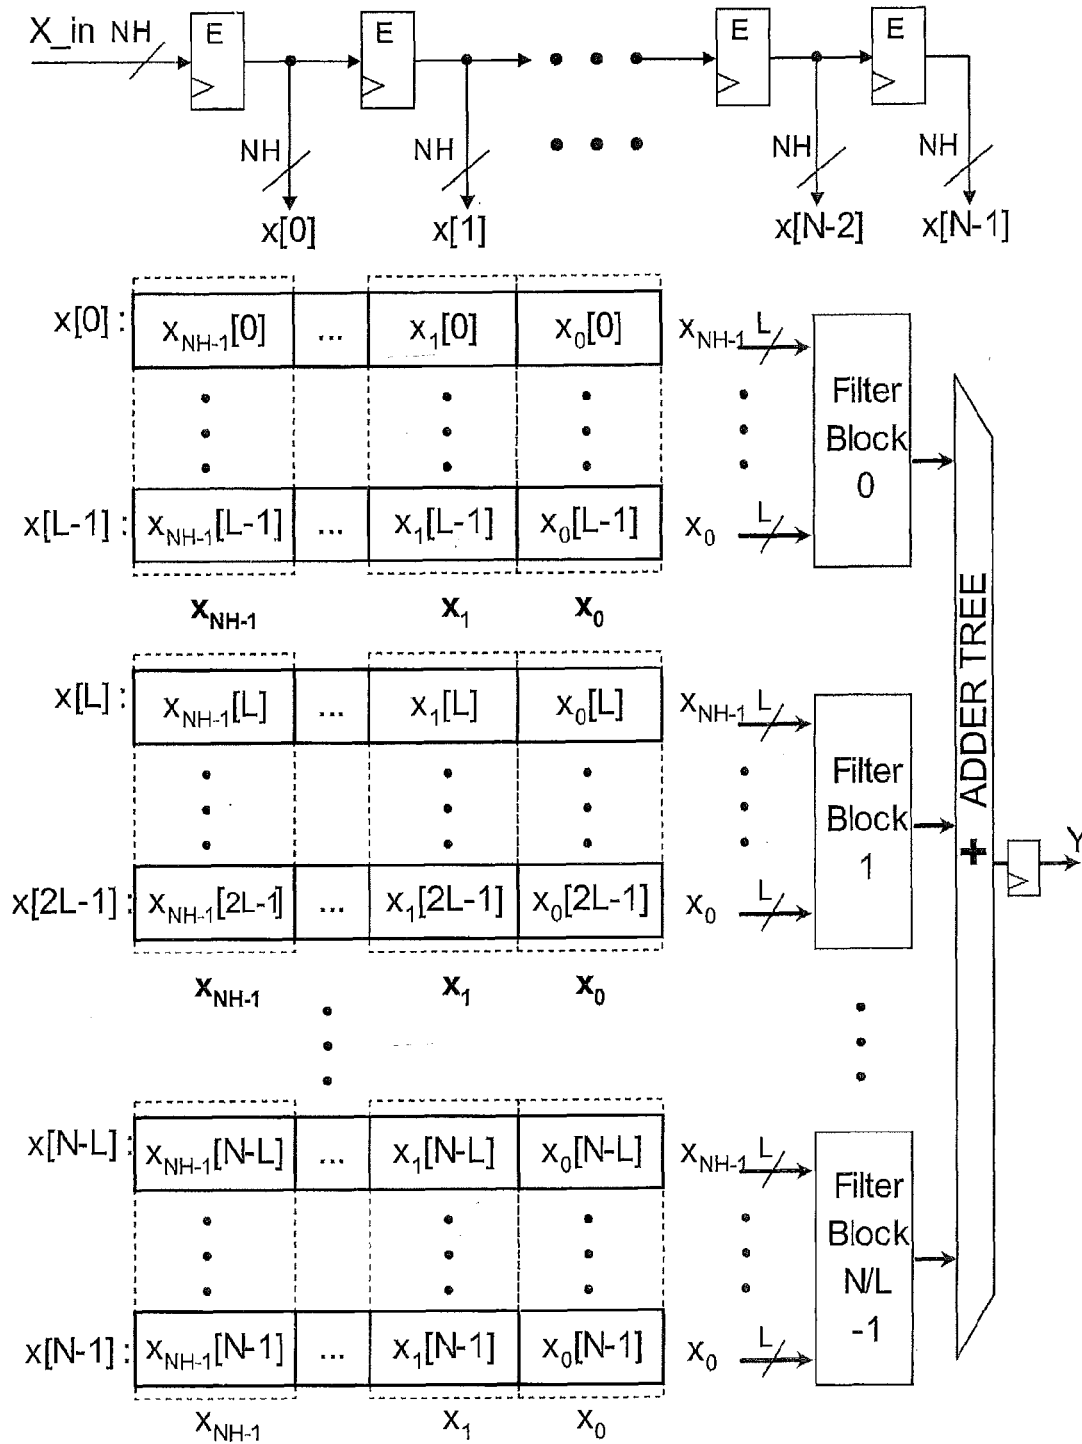 X_in NH E E E E
NH NH NH NH
x[0] x[1] x[N-2] x[N-1]
x[0] : x_NH-1[0] ... x_1[0] x_0[0] x_NH-1 L
Filter
Block
0
x[L-1] : x_NH-1[L-1] ... x_1[L-1] x_0[L-1] x_0 L
x_NH-1 x_1 x_0
x[L] : x_NH-1[L] ... x_1[L] x_0[L] x_NH-1 L
Filter
Block
1
x[2L-1] : x_NH-1[2L-1] ... x_1[2L-1] x_0[2L-1] x_0 L
x_NH-1 x_1 x_0
x[N-L] : x_NH-1[N-L] ... x_1[N-L] x_0[N-L] x_NH-1 L
Filter
Block
N/L
-1
x[N-1] : x_NH-1[N-1] ... x_1[N-1] x_0[N-1] x_0 L
x_NH-1 x_1 x_0
+ ADDER TREE
Y